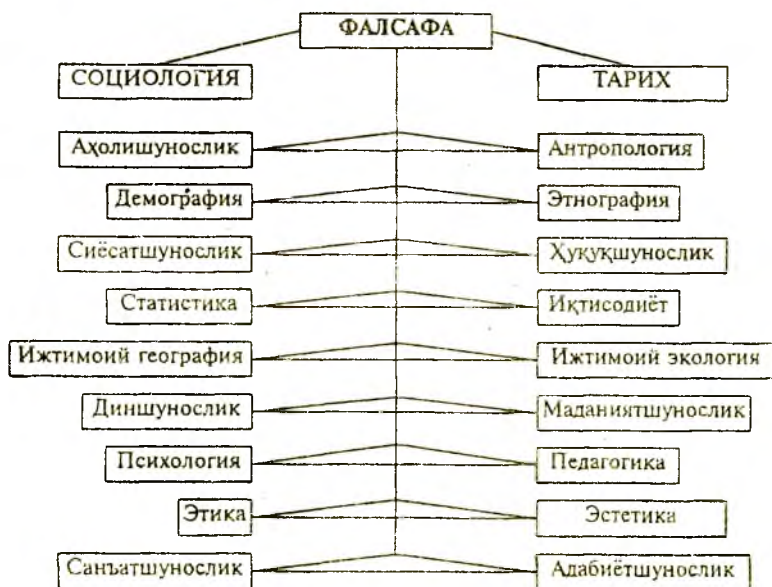 ФАЛСАФА
СОЦИОЛОГИЯ ТАРИХ
Аҳолишунослик Антропология
Демография Этнография
Сиёсатшунослик Ҳуқуқшунослик
Статистика Иқтисодиёт
Ижтимоий география Ижтимоий экология
Диншунослик Маданиятшунослик
Психология Педагогика
Этика Эстетика
Санъатшунослик Адабиётшунослик